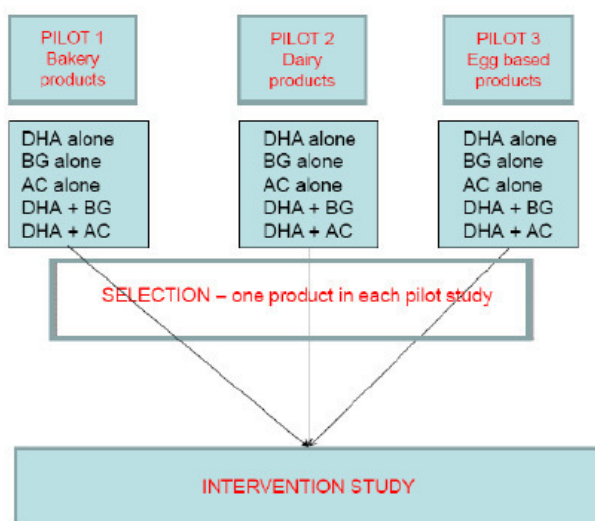 PILOT 1
Bakery
products
PILOT 2
Dairy
products
PILOT 3
Egg based
products
DHA alone
BG alone
AC alone
DHA + BG
DHA + AC
DHA alone
BG alone
AC alone
DHA + BG
DHA + AC
DHA alone
BG alone
AC alone
DHA + BG
DHA + AC
SELECTION – one product in each pilot study
INTERVENTION STUDY